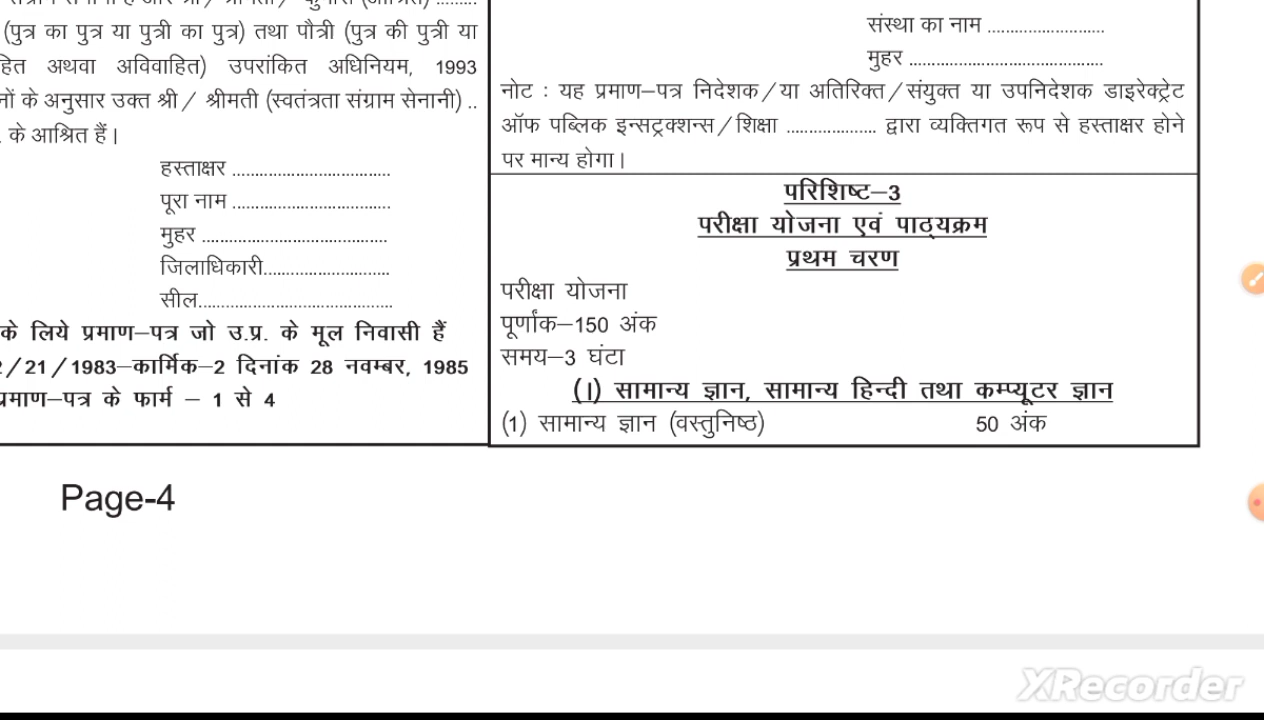 (पुत्र का पुत्र या पुत्री का पुत्र) तथा पौत्री (पुत्र की पुत्री या
हित अथवा अविवाहित) उपरांकित अधिनियम, 1993
नों के अनुसार उक्त श्री / श्रीमती (स्वतंत्रता संग्राम सेनानी) ..
. के आश्रित हैं।
हस्ताक्षर ..................................
पूरा नाम ..................................
मुहर ........................................
जिलाधिकारी...........................
सील.........................................
के लिये प्रमाण–पत्र जो उ.प्र. के मूल निवासी हैं
/21/1983–कार्मिक–2 दिनांक 28 नवम्बर, 1985
प्रमाण–पत्र के फार्म – 1 से 4
संस्था का नाम .........................
मुहर .........................................
नोट : यह प्रमाण–पत्र निदेशक/या अतिरिक्त/संयुक्त या उपनिदेशक डाइरेक्ट्रेट
ऑफ पब्लिक इन्सट्रक्शन्स/शिक्षा .................... द्वारा व्यक्तिगत रूप से हस्ताक्षर होने
पर मान्य होगा।
परिशिष्ट–3
परीक्षा योजना एवं पाठ्यक्रम
प्रथम चरण
परीक्षा योजना
पूर्णांक–150 अंक
समय–3 घंटा
(I) सामान्य ज्ञान, सामान्य हिन्दी तथा कम्प्यूटर ज्ञान
(1) सामान्य ज्ञान (वस्तुनिष्ठ) 50 अंक
Page-4
XRecorder